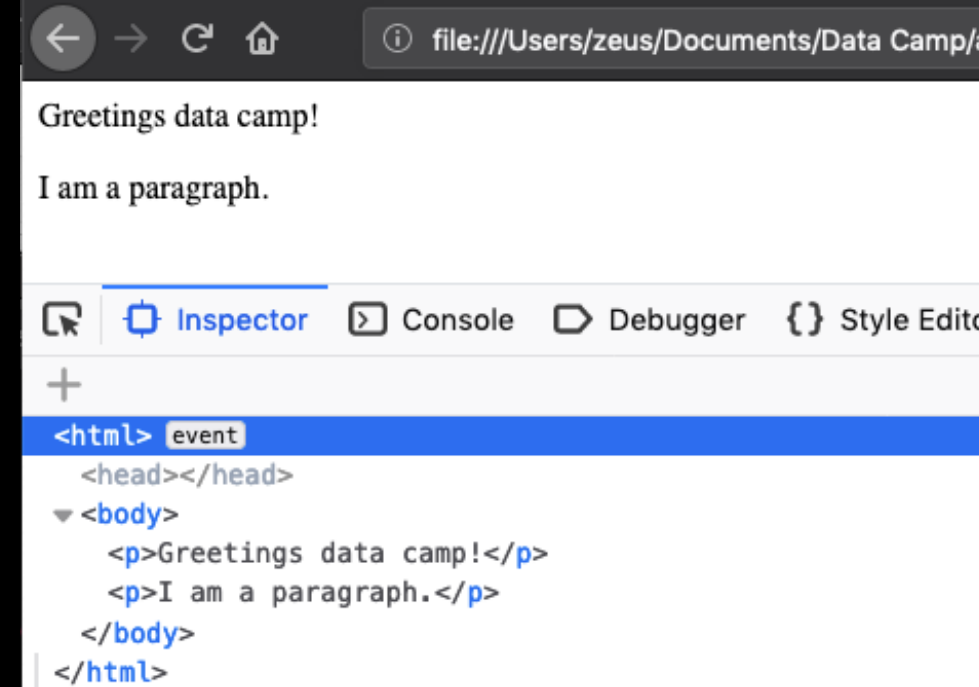 file:///Users/zeus/Documents/Data Camp/
Greetings data camp!
I am a paragraph.
Inspector Console Debugger {} Style Edito
<html> event
<head></head>
<body>
<p>Greetings data camp!</p>
<p>I am a paragraph.</p>
</body>
</html>